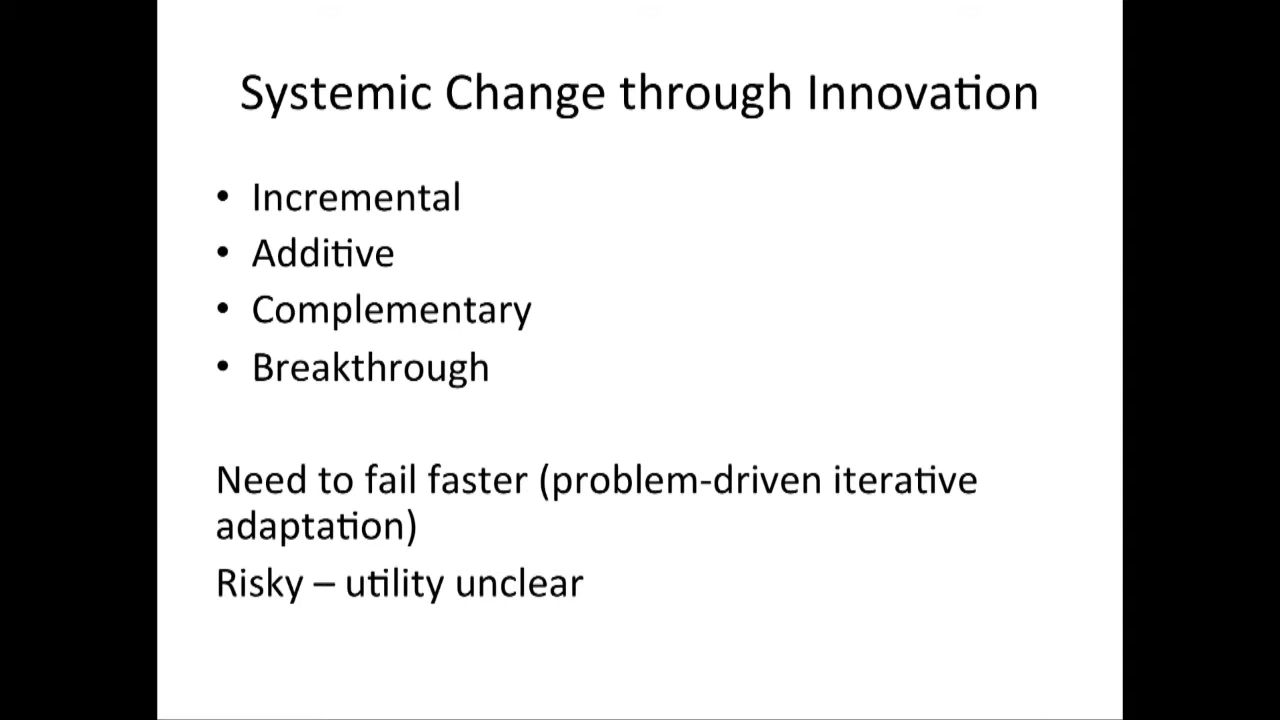 Systemic Change through Innovation
• Incremental
• Additive
• Complementary
• Breakthrough
Need to fail faster (problem-driven iterative
adaptation)
Risky – utility unclear